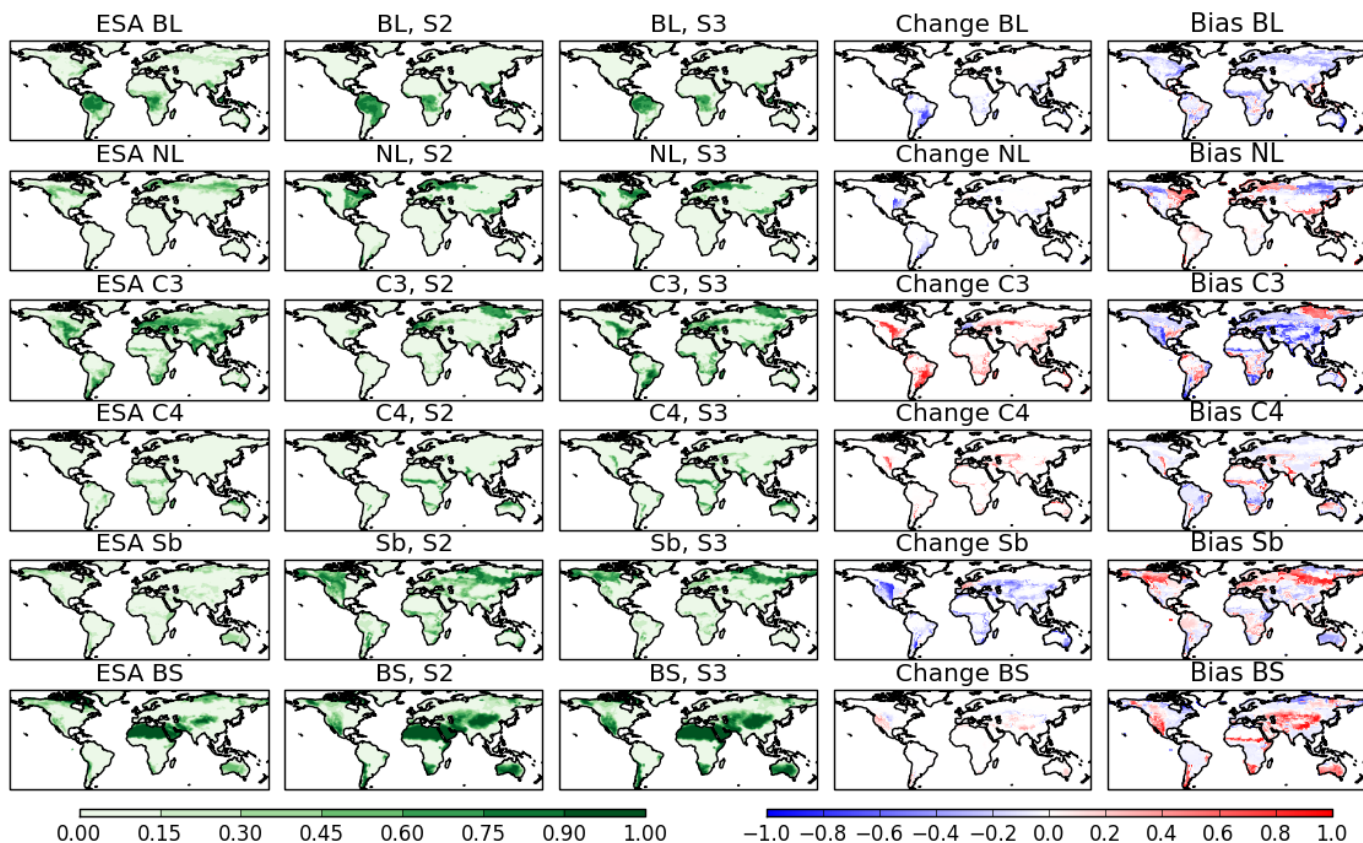 ESA BL BL, S2 BL, S3 Change BL Bias BL
ESA NL NL, S2 NL, S3 Change NL Bias NL
ESA C3 C3, S2 C3, S3 Change C3 Bias C3
ESA C4 C4, S2 C4, S3 Change C4 Bias C4
ESA Sb Sb, S2 Sb, S3 Change Sb Bias Sb
ESA BS BS, S2 BS, S3 Change BS Bias BS
0.00 0.15 0.30 0.45 0.60 0.75 0.90 1.00 −1.0 −0.8 −0.6 −0.4 −0.2 0.0 0.2 0.4 0.6 0.8 1.0